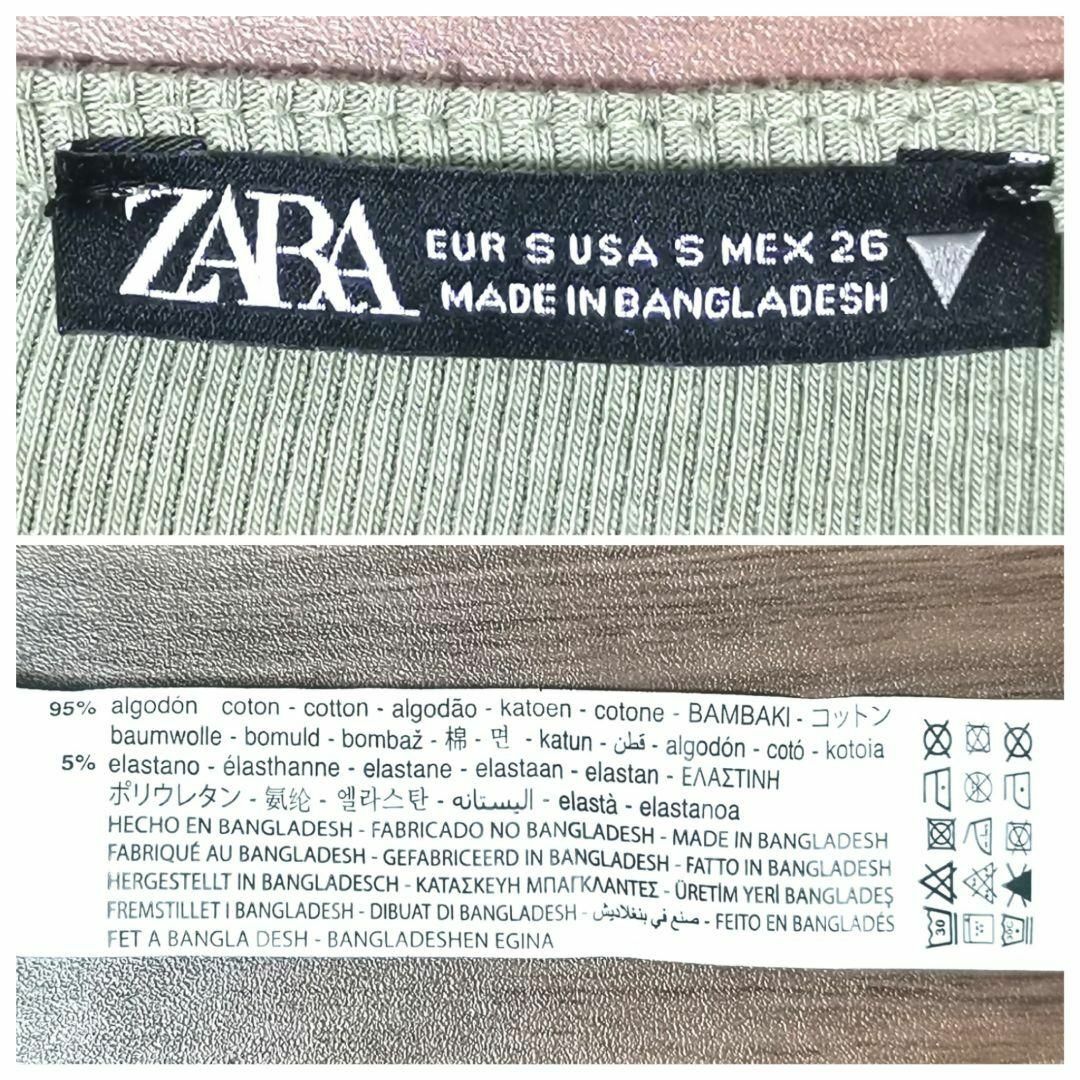 ZARA EUR S USA S MEX 26
MADE IN BANGLADESH
95% algodón coton - cotton - algodão - katoen - cotone - BAMBAKI - コットン
baumwolle - bomuld - bombaž - 棉 - 면 - katun - قطن - algodón - cotó - kotoia
5% elastano - élasthanne - elastane - elastaan - elastan - ΕΛΑΣΤΙΝΗ
ポリウレタン - 氨纶 - 엘라스탄 - اليستانه - elastà - elastanoa
HECHO EN BANGLADESH - FABRICADO NO BANGLADESH - MADE IN BANGLADESH
FABRIQUÉ AU BANGLADESH - GEFABRICEERD IN BANGLADESH - FATTO IN BANGLADESH
HERGESTELLT IN BANGLADESCH - ΚΑΤΑΣΚΕΥΗ ΜΠΑΓΚΛΑΝΤΕΣ - ÜRETİM YERİ BANGLADEŞ
FREMSTILLET I BANGLADESH - DIBUAT DI BANGLADESH - صنع في بنغلاديش - FEITO EN BANGLADÉS
FET A BANGLA DESH - BANGLADESHEN EGINA
30